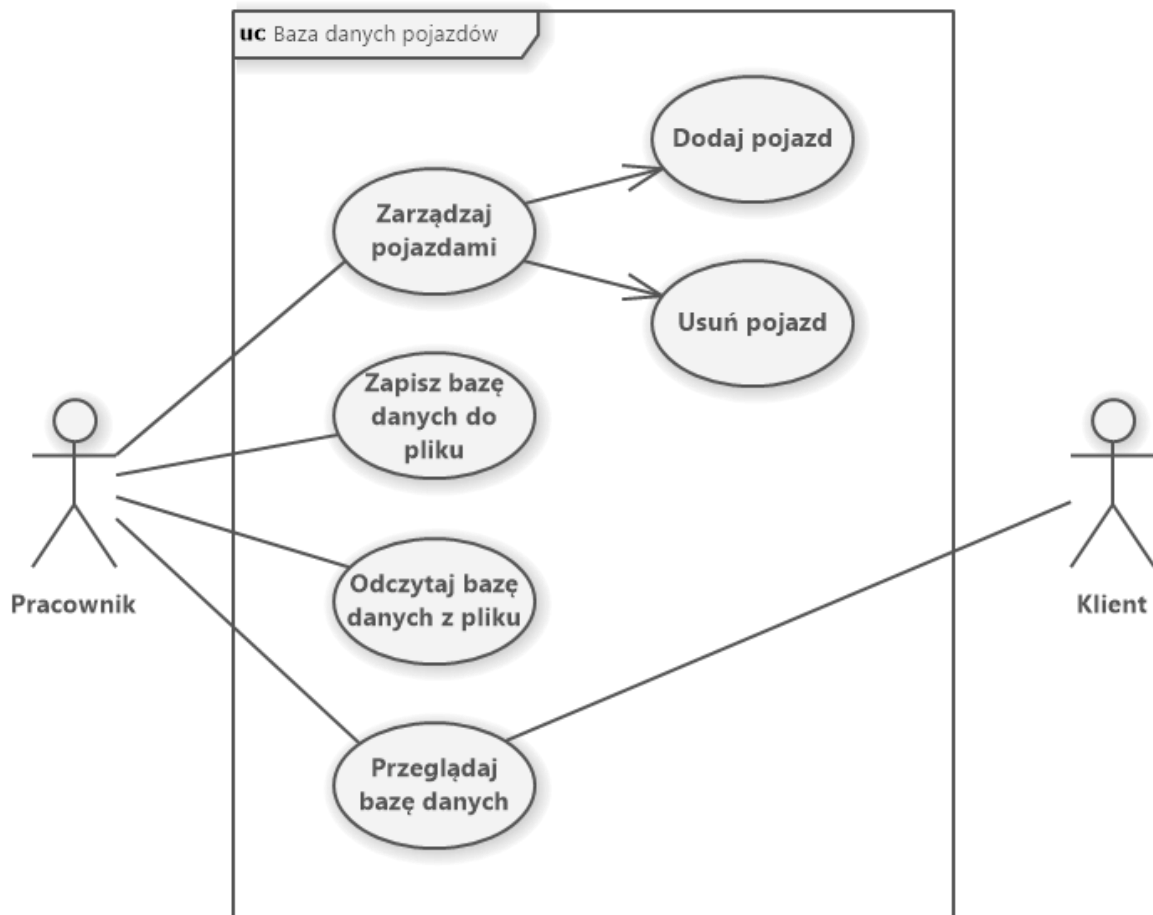 uc Baza danych pojazdów
Dodaj pojazd
Zarządzaj
pojazdami
Usuń pojazd
Zapisz bazę
danych do
pliku
Odczytaj bazę
danych z pliku
Pracownik
Klient
Przeglądaj
bazę danych